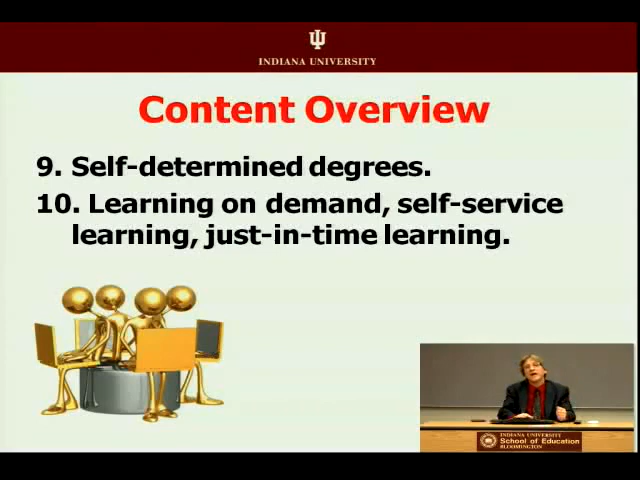 INDIANA UNIVERSITY
Content Overview
9. Self-determined degrees.
10. Learning on demand, self-service
learning, just-in-time learning.
INDIANA UNIVERSITY
School of Education
BLOOMINGTON